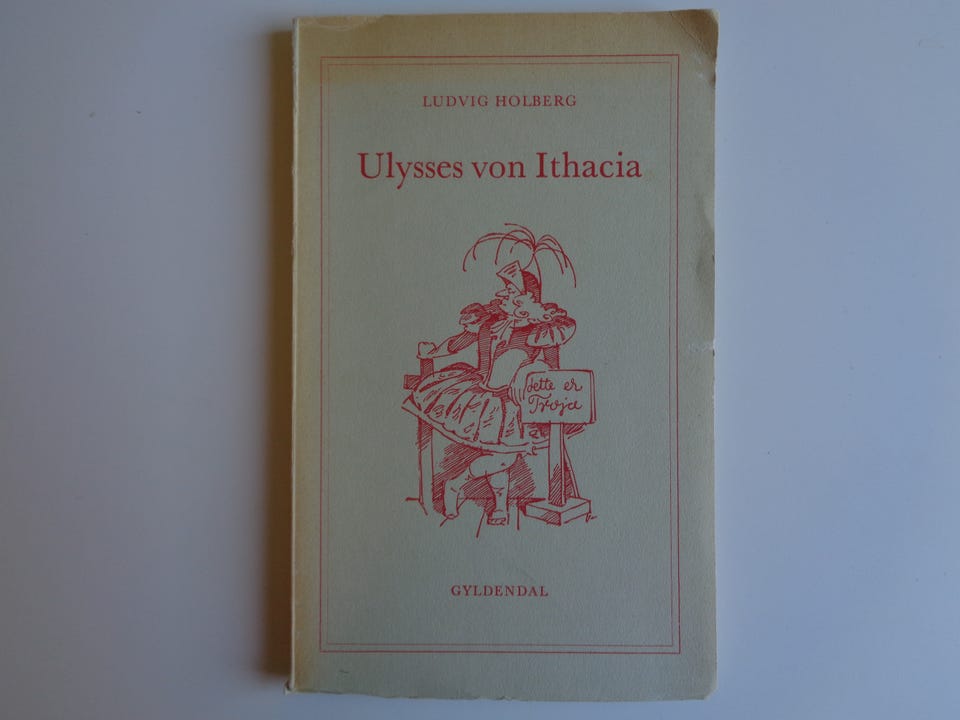 LUDVIG HOLBERG
Ulysses von Ithacia
dette er
Troja
GYLDENDAL